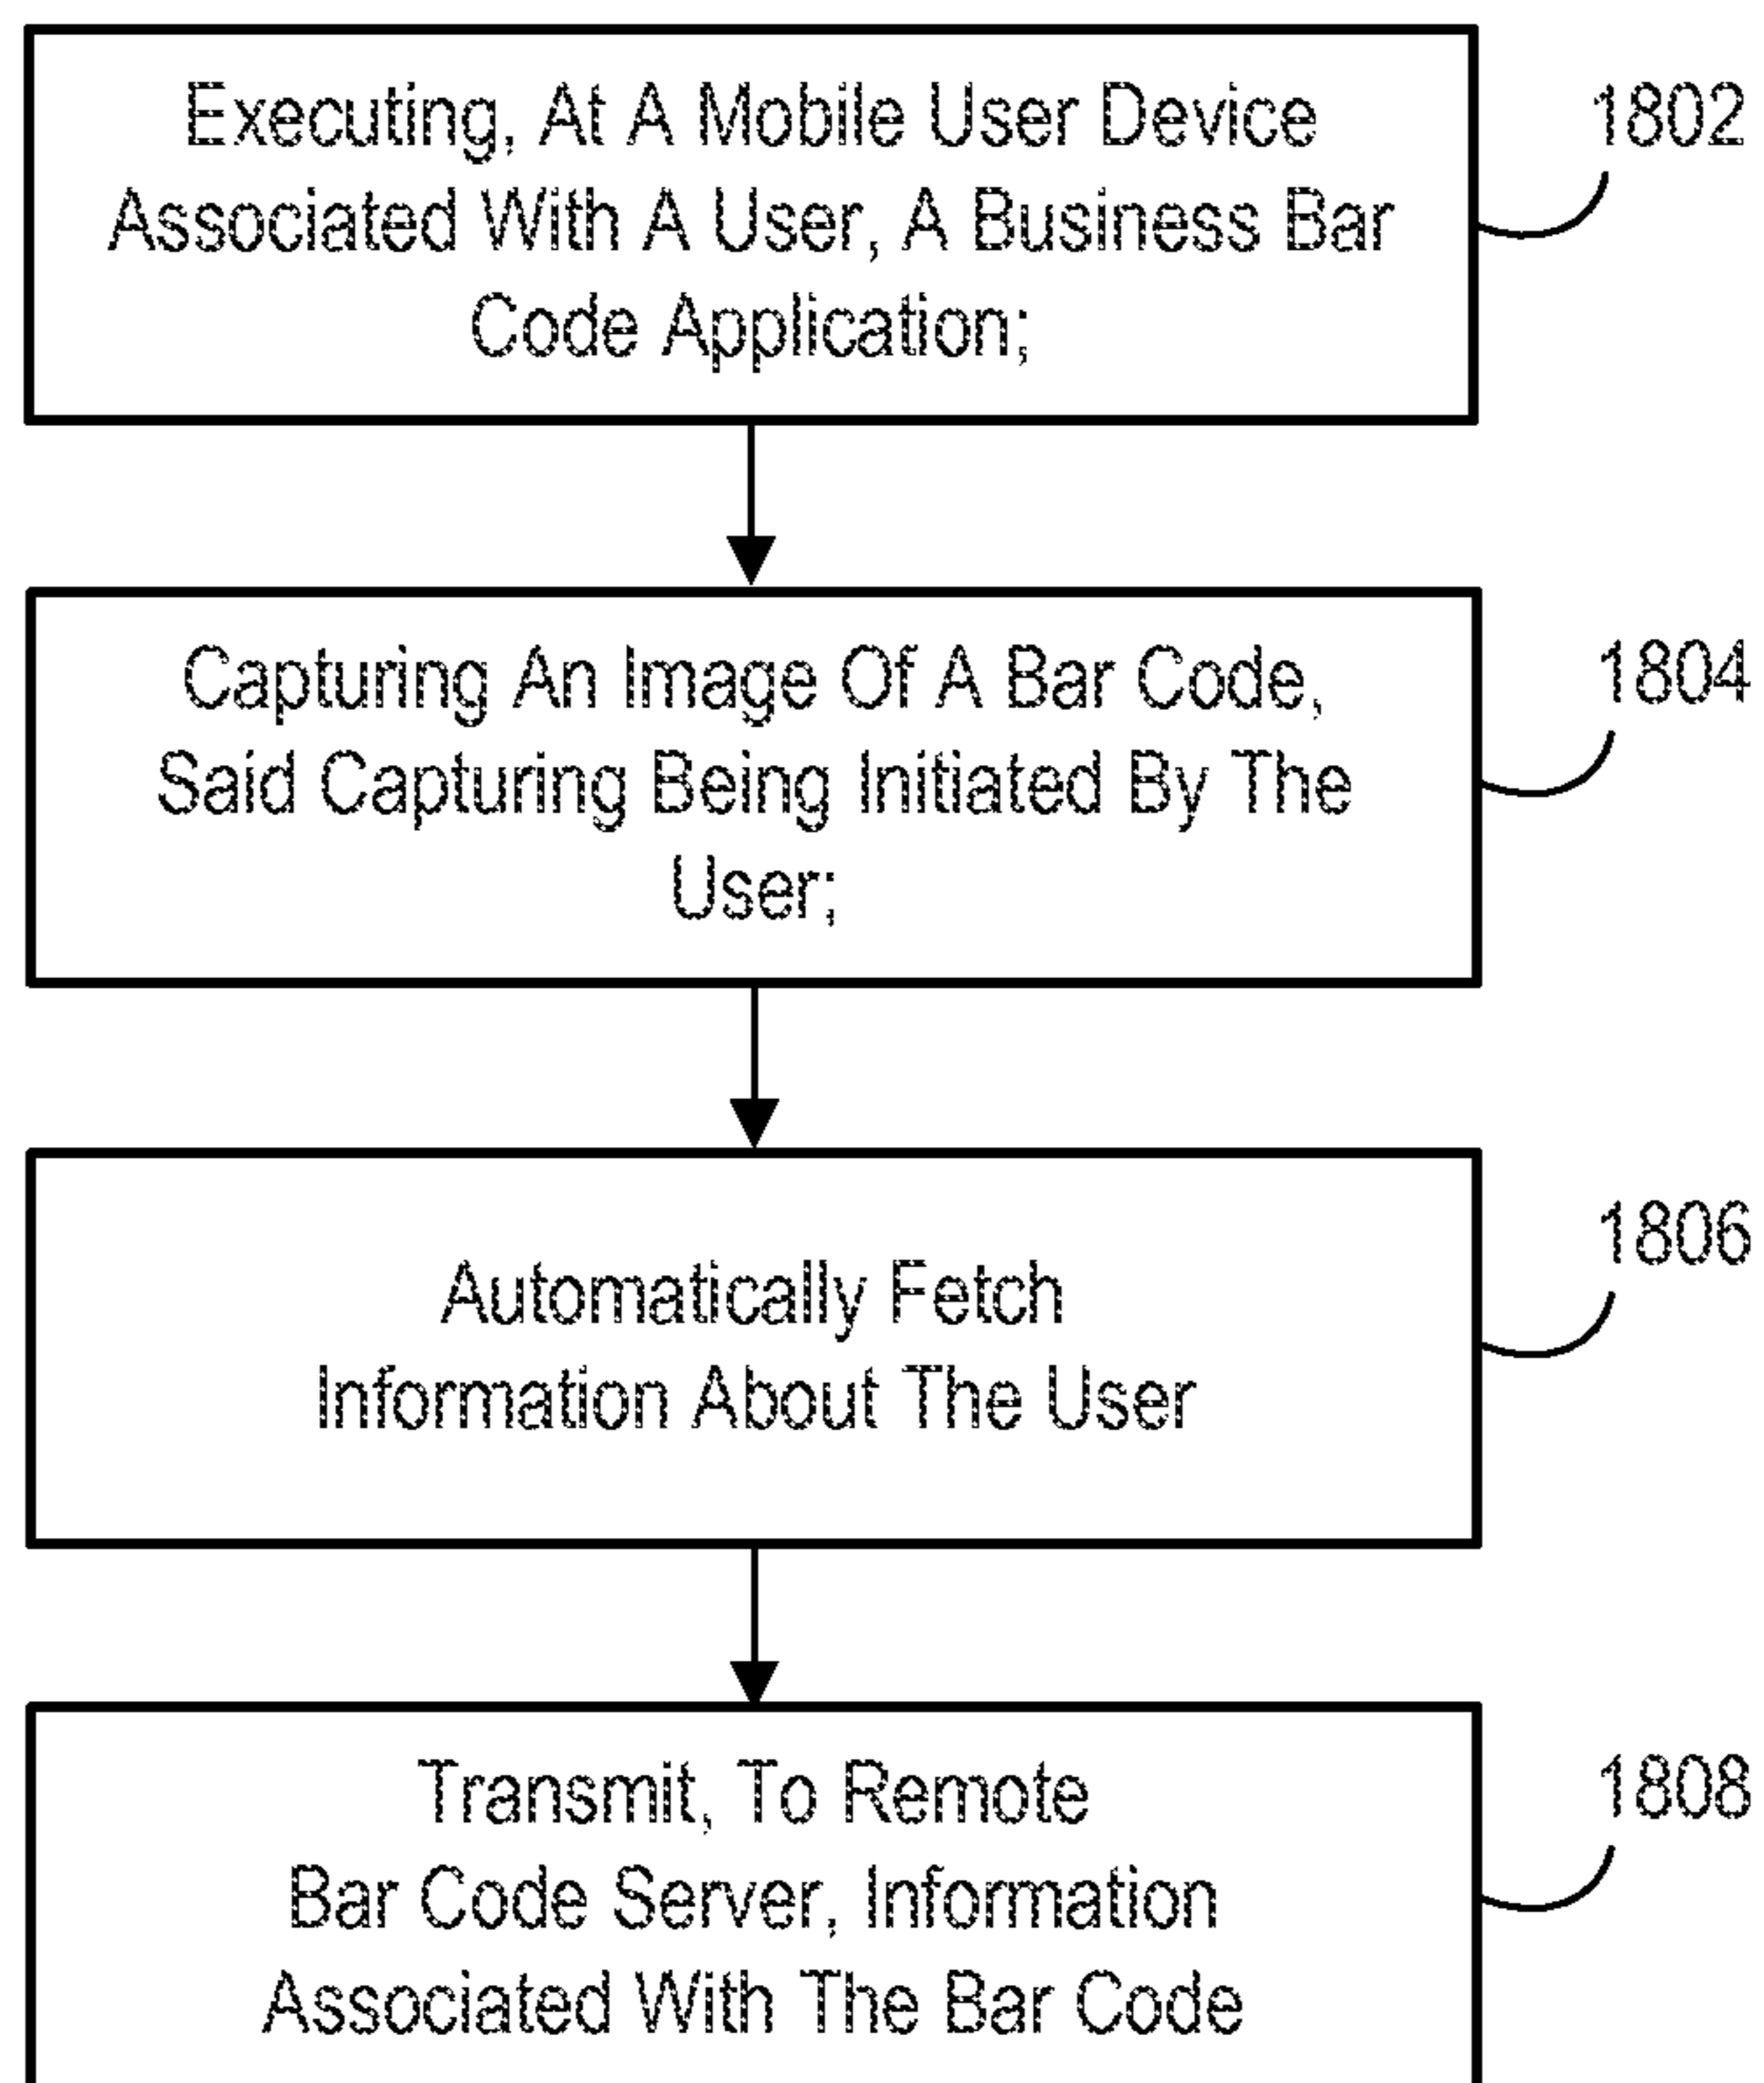 Executing, At A Mobile User Device
Associated With A User, A Business Bar
Code Application;
1802
Capturing An Image Of A Bar Code,
Said Capturing Being Initiated By The
User;
1804
Automatically Fetch
Information About The User
1806
Transmit, To Remote
Bar Code Server, Information
Associated With The Bar Code
1808